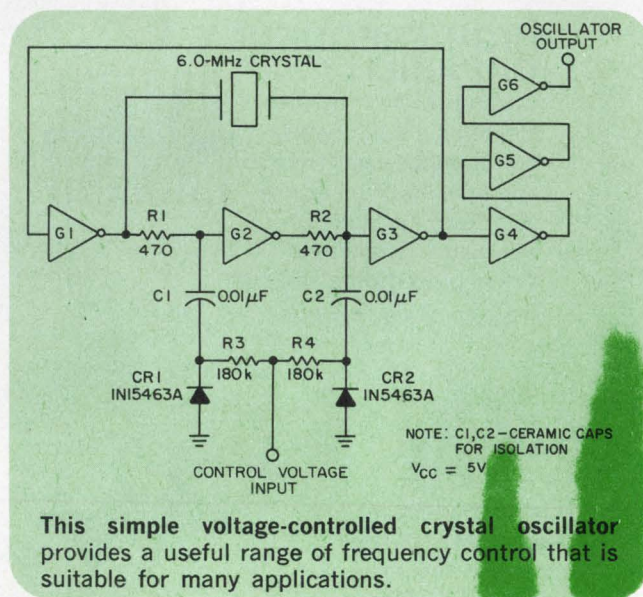 OSCILLATOR
OUTPUT
6.0-MHz CRYSTAL
G6
G5
G1
R1
470
G2
R2
470
G3
G4
C1
0.01μF
C2
0.01μF
R3
180k
R4
180k
CR1
IN15463A
CR2
IN5463A
CONTROL VOLTAGE
INPUT
NOTE: C1,C2-CERAMIC CAPS
FOR ISOLATION
VCC = 5V
This simple voltage-controlled crystal oscillator
provides a useful range of frequency control that is
suitable for many applications.